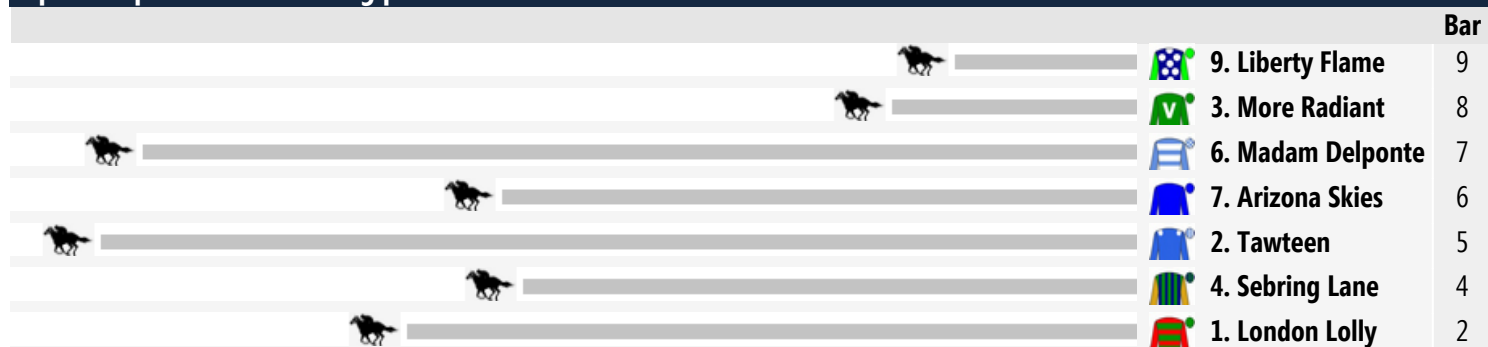 Bar
9. Liberty Flame 9
V 3. More Radiant 8
6. Madam Delponte 7
7. Arizona Skies 6
2. Tawteen 5
4. Sebring Lane 4
1. London Lolly 2